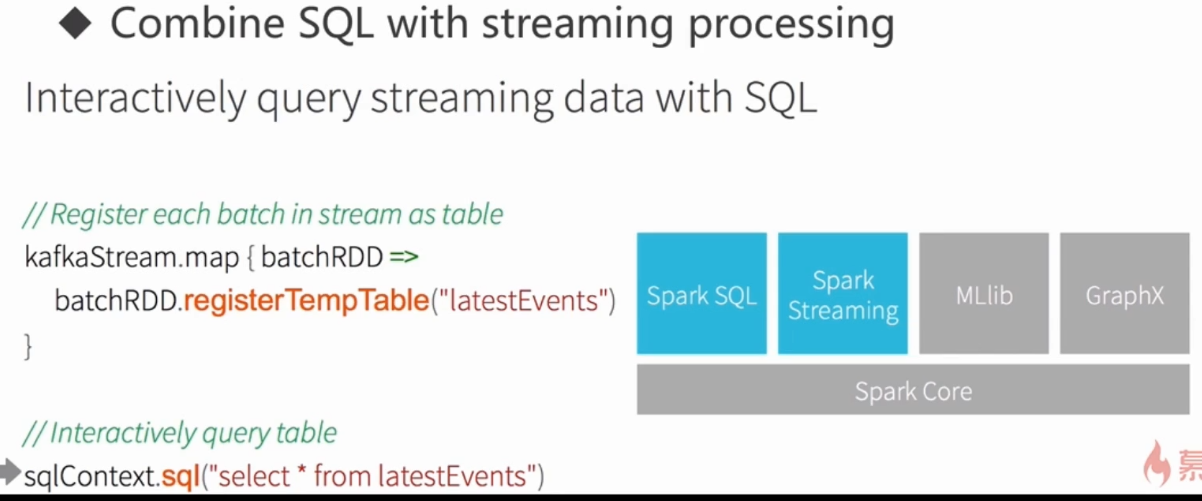 ◆ Combine SQL with streaming processing
Interactively query streaming data with SQL
// Register each batch in stream as table
kafkaStream.map { batchRDD =>
batchRDD.registerTempTable("latestEvents")
}
// Interactively query table
sqlContext.sql("select * from latestEvents")
Spark SQL
Spark
Streaming
MLlib
GraphX
Spark Core